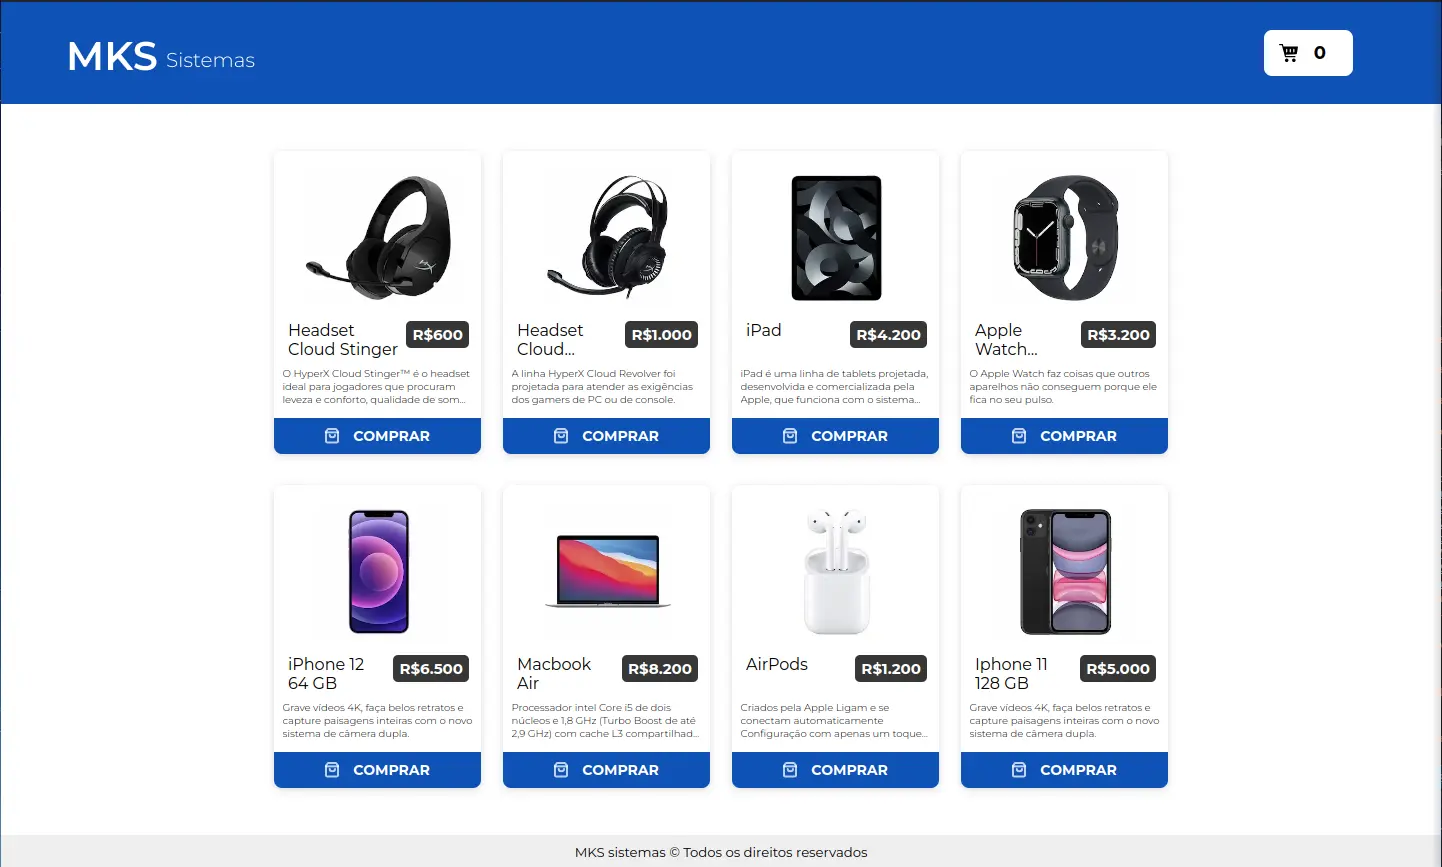 MKS Sistemas
0
Headset
Cloud Stinger
R$600
O HyperX Cloud Stinger™ é o headset
ideal para jogadores que procuram
leveza e conforto, qualidade de som...
COMPRAR
Headset
Cloud...
R$1.000
A linha HyperX Cloud Revolver foi
projetada para atender as exigências
dos gamers de PC ou de console.
COMPRAR
iPad
R$4.200
iPad é uma linha de tablets projetada,
desenvolvida e comercializada pela
Apple, que funciona com o sistema...
COMPRAR
Apple
Watch...
R$3.200
O Apple Watch faz coisas que outros
aparelhos não conseguem porque ele
fica no seu pulso.
COMPRAR
iPhone 12
64 GB
R$6.500
Grave vídeos 4K, faça belos retratos e
capture paisagens inteiras com o novo
sistema de câmera dupla.
COMPRAR
Macbook
Air
R$8.200
Processador intel Core i5 de dois
núcleos e 1,8 GHz (Turbo Boost de até
2,9 GHz) com cache L3 compartilhad...
COMPRAR
AirPods
R$1.200
Criados pela Apple Ligam e se
conectam automaticamente
Configuração com apenas um toque...
COMPRAR
Iphone 11
128 GB
R$5.000
Grave vídeos 4K, faça belos retratos e
capture paisagens inteiras com o novo
sistema de câmera dupla.
COMPRAR
MKS sistemas © Todos os direitos reservados